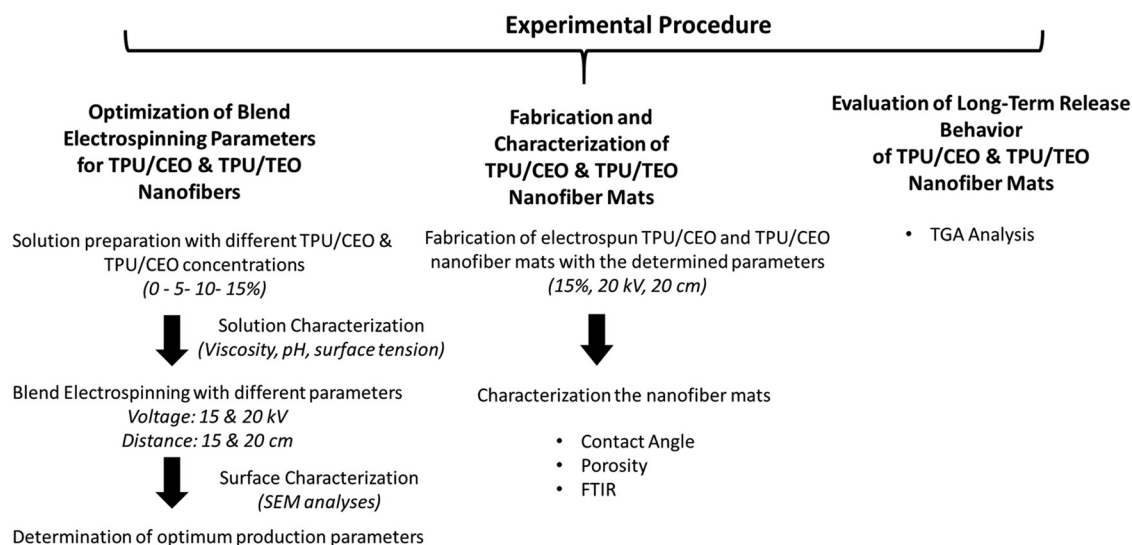 Experimental Procedure
Optimization of Blend
Electrospinning Parameters
for TPU/CEO & TPU/TEO
Nanofibers
Solution preparation with different TPU/CEO &
TPU/CEO concentrations
(0 - 5- 10- 15%)
Solution Characterization
(Viscosity, pH, surface tension)
Blend Electrospinning with different parameters
Voltage: 15 & 20 kV
Distance: 15 & 20 cm
Surface Characterization
(SEM analyses)
Determination of optimum production parameters
Fabrication and
Characterization of
TPU/CEO & TPU/TEO
Nanofiber Mats
Fabrication of electrospun TPU/CEO and TPU/CEO
nanofiber mats with the determined parameters
(15%, 20 kV, 20 cm)
Characterization the nanofiber mats
• Contact Angle
• Porosity
• FTIR
Evaluation of Long-Term Release
Behavior
of TPU/CEO & TPU/TEO
Nanofiber Mats
• TGA Analysis